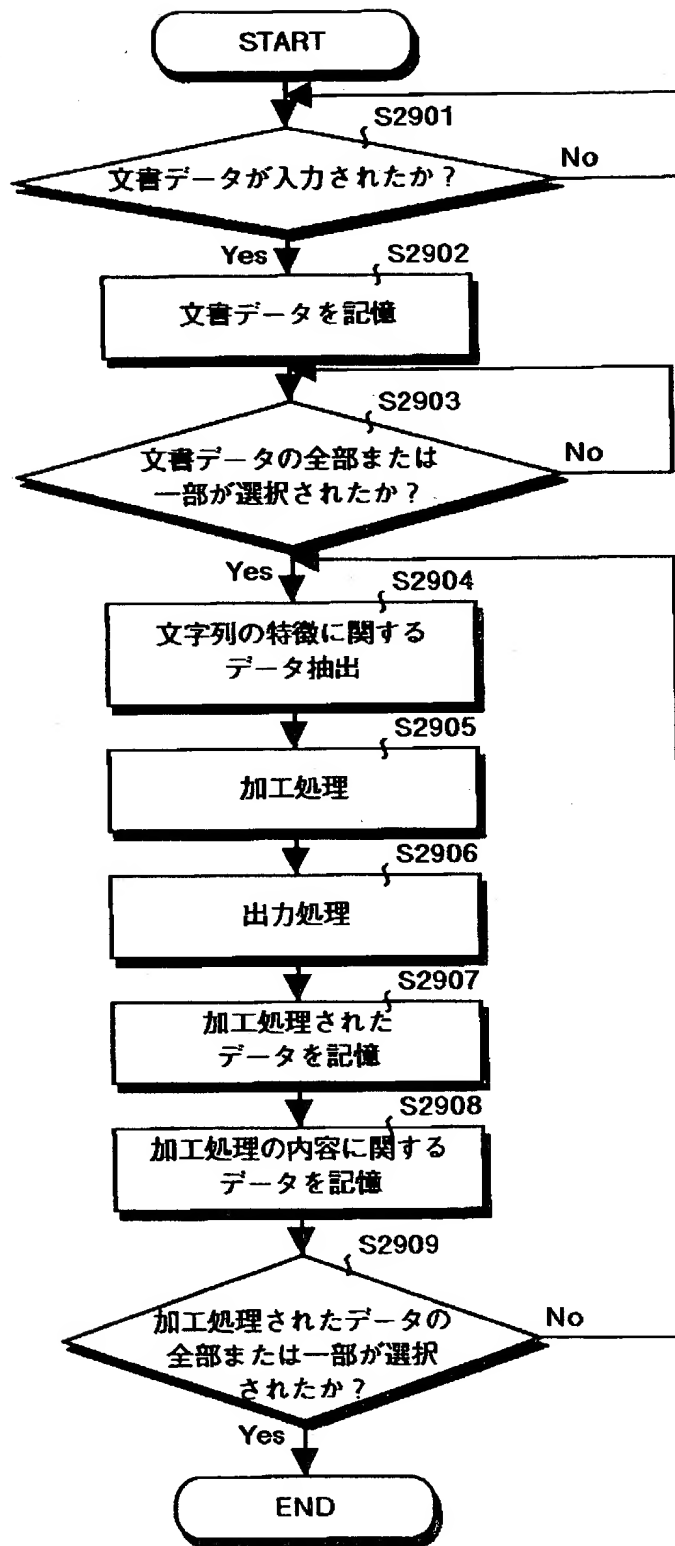 START
S2901
文書データが入力されたか？
No
Yes
S2902
文書データを記憶
S2903
文書データの全部または
一部が選択されたか？
No
Yes
S2904
文字列の特徴に関する
データ抽出
S2905
加工処理
S2906
出力処理
S2907
加工処理された
データを記憶
S2908
加工処理の内容に関する
データを記憶
S2909
加工処理されたデータの
全部または一部が選択
されたか？
No
Yes
END